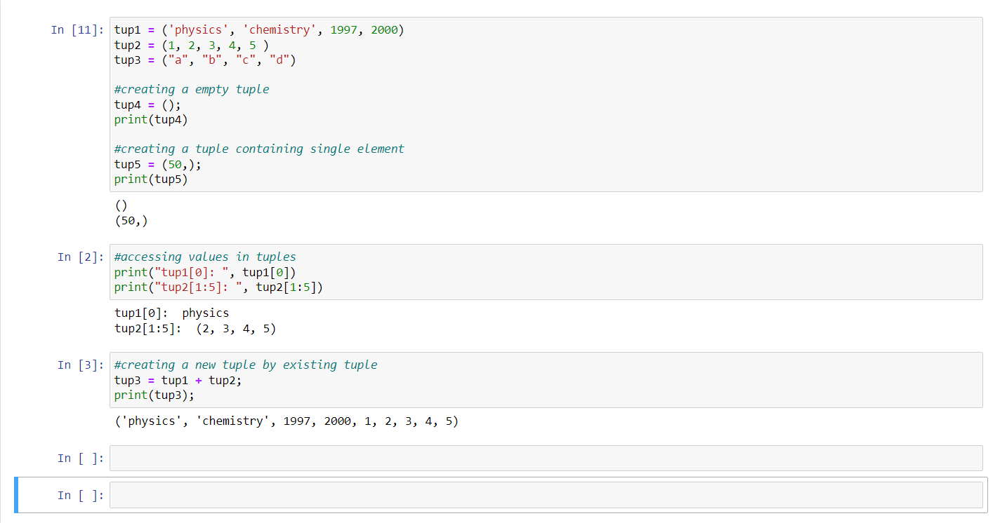 In [11]: tup1 = ('physics', 'chemistry', 1997, 2000)
tup2 = (1, 2, 3, 4, 5 )
tup3 = ("a", "b", "c", "d")
#creating a empty tuple
tup4 = ();
print(tup4)
#creating a tuple containing single element
tup5 = (50,);
print(tup5)
()
(50,)
In [2]: #accessing values in tuples
print("tup1[0]: ", tup1[0])
print("tup2[1:5]: ", tup2[1:5])
tup1[0]:  physics
tup2[1:5]:  (2, 3, 4, 5)
In [3]: #creating a new tuple by existing tuple
tup3 = tup1 + tup2;
print(tup3);
('physics', 'chemistry', 1997, 2000, 1, 2, 3, 4, 5)
In [ ]:
In [ ]: